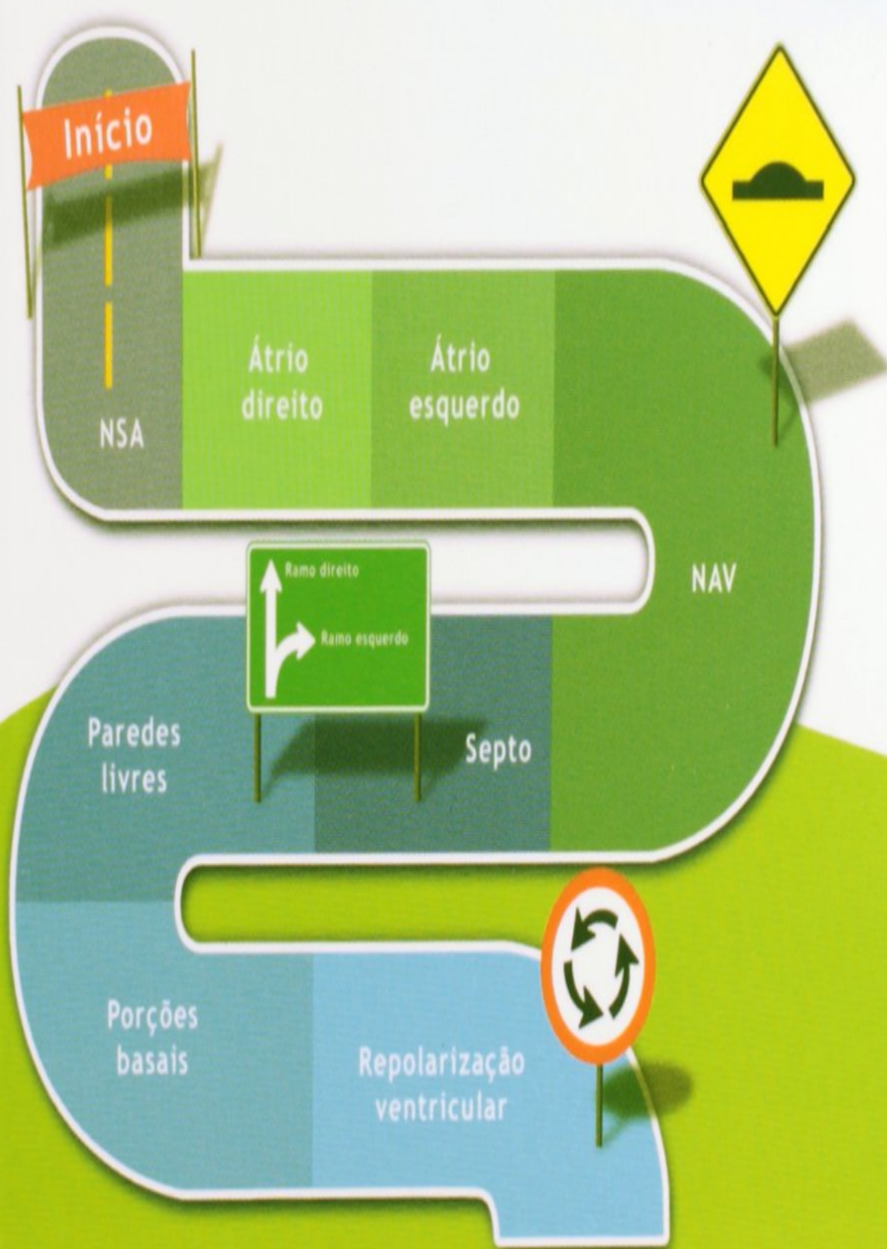 Início
NSA
Átrio
direito
Átrio
esquerdo
NAV
Ramo direito
Ramo esquerdo
Septo
Paredes
livres
Porções
basais
Repolarização
ventricular